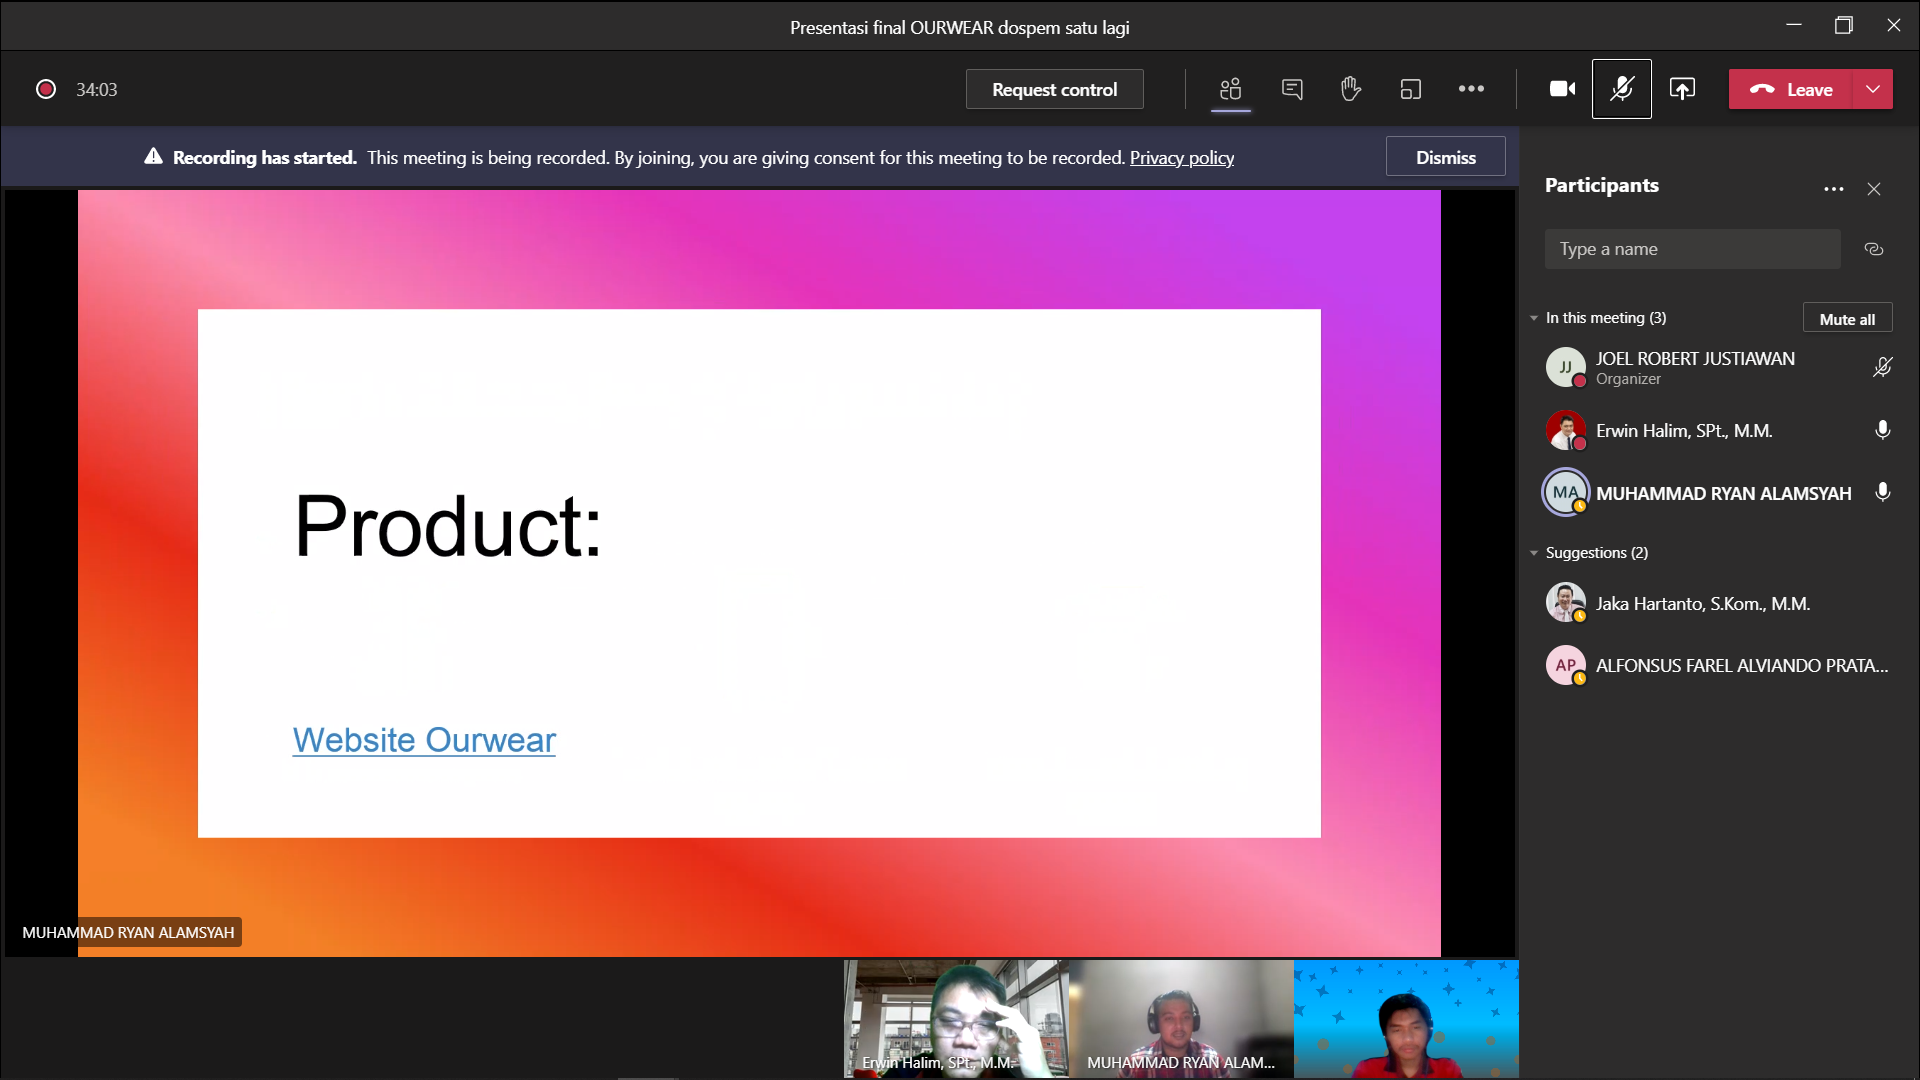 Presentasi final OURWEAR dospem satu lagi
34:03
Request control
Leave
Recording has started. This meeting is being recorded. By joining, you are giving consent for this meeting to be recorded. Privacy policy
Dismiss
Product:
Website Ourwear
MUHAMMAD RYAN ALAMSYAH
Erwin Halim, SPt., M.M.
MUHAMMAD RYAN ALAM...
Participants
Type a name
In this meeting (3)
Mute all
JJ
JOEL ROBERT JUSTIAWAN
Organizer
Erwin Halim, SPt., M.M.
MA
MUHAMMAD RYAN ALAMSYAH
Suggestions (2)
Jaka Hartanto, S.Kom., M.M.
AP
ALFONSUS FAREL ALVIANDO PRATA...